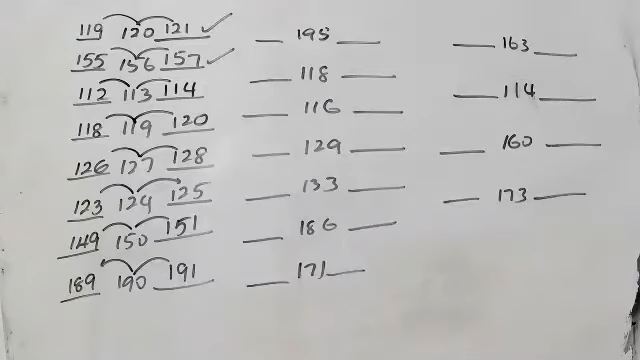 119 120 121 ✓
155 156 157 ✓
112 113 114
118 119 120
126 127 128
123 124 125
149 150 151
189 190 191
__ 195 __
__ 118 __
__ 116 __
__ 129 __
__ 133 __
__ 186 __
__ 171 __
__ 163 __
__ 114 __
__ 160 __
__ 173 __